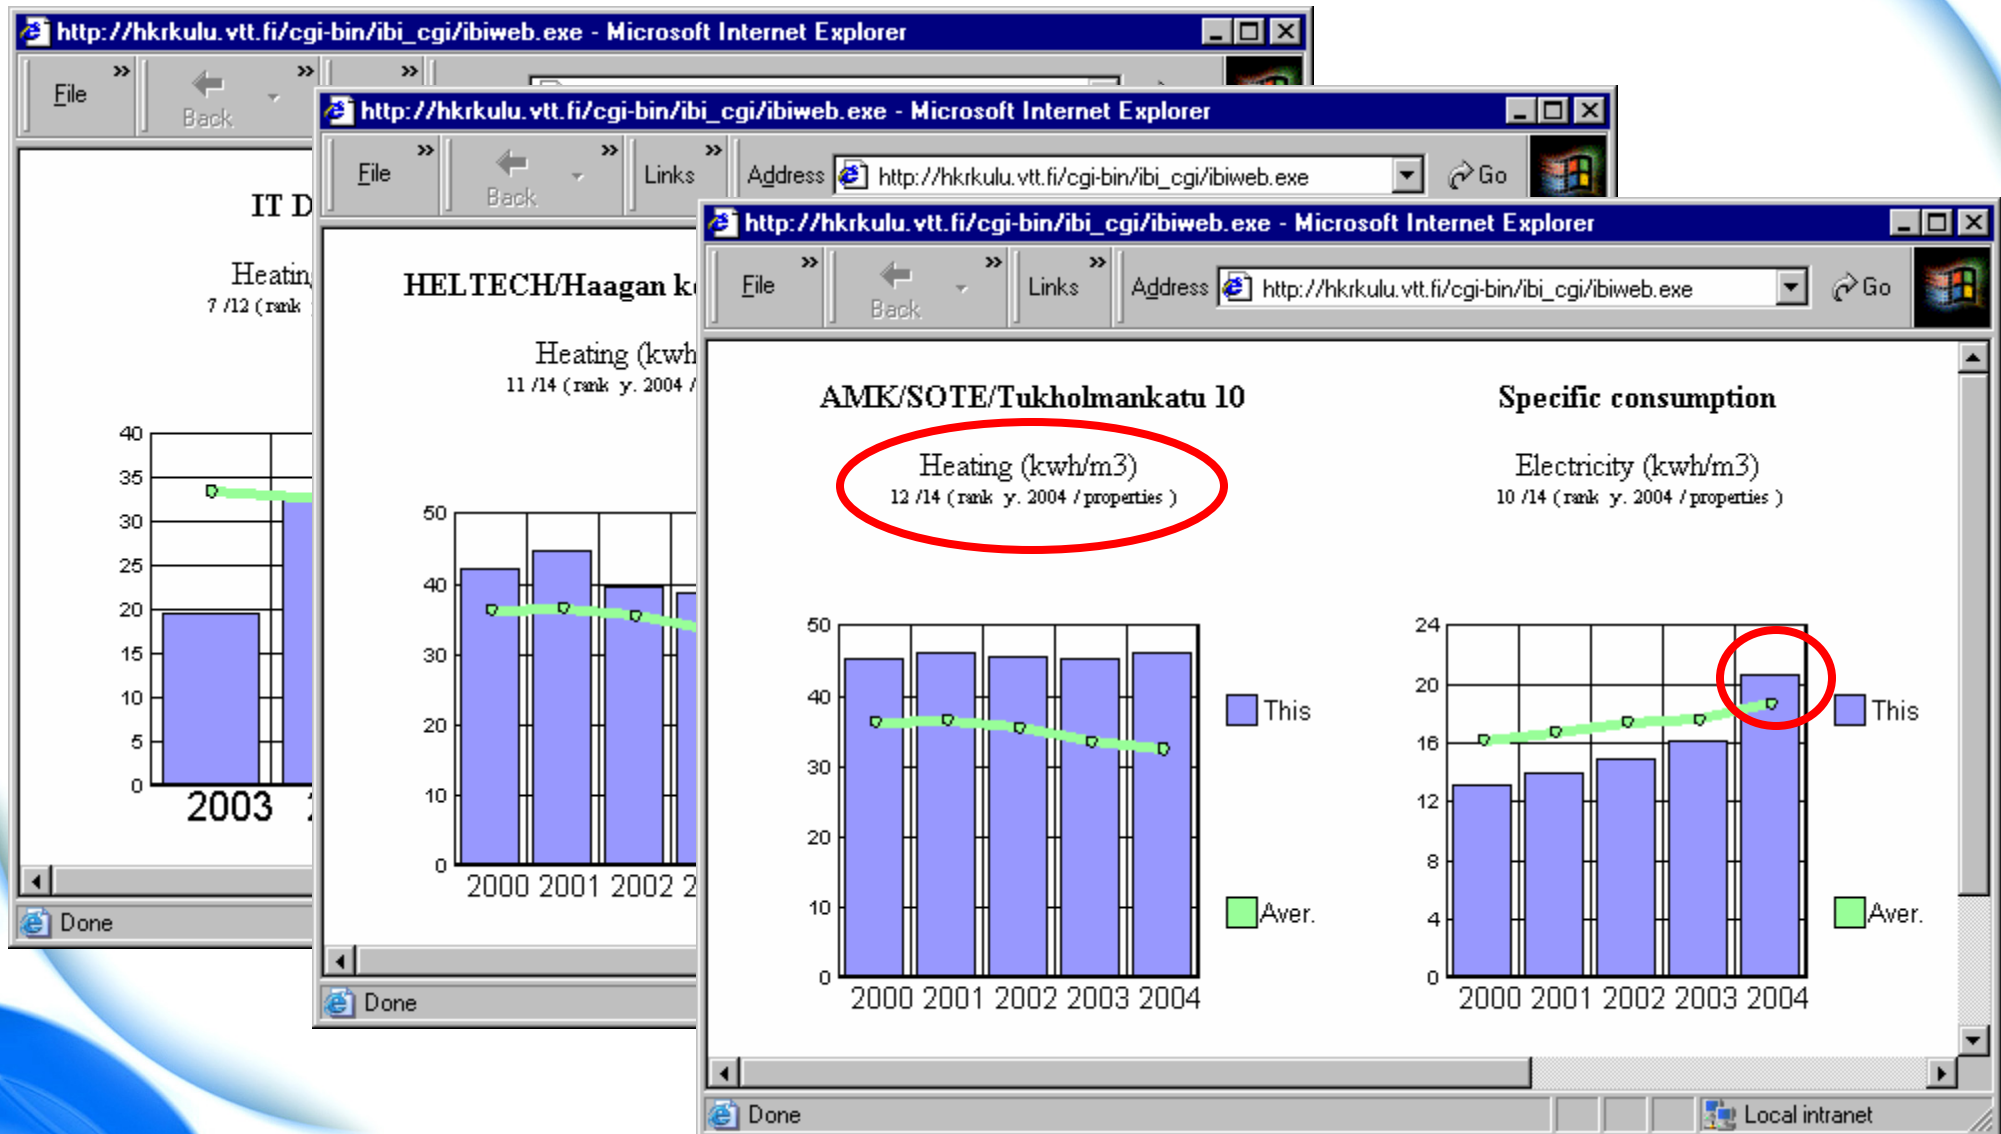 http://hkrkulu.vtt.fi/cgi-bin/ibi_cgi/ibiweb.exe - Microsoft Internet Explorer
File
Back
IT D
Heating
7 /12 ( rank
40
35
30
25
20
15
10
5
0
2003
Done
http://hkrkulu.vtt.fi/cgi-bin/ibi_cgi/ibiweb.exe - Microsoft Internet Explorer
File
Back
Links
Address
http://hkrkulu.vtt.fi/cgi-bin/ibi_cgi/ibiweb.exe
Go
HELTECH/Haagan k
Heating (kwh
11 /14 ( rank y. 2004 /
50
40
30
20
10
0
2000 2001 2002 2
Done
http://hkrkulu.vtt.fi/cgi-bin/ibi_cgi/ibiweb.exe - Microsoft Internet Explorer
File
Back
Links
Address
http://hkrkulu.vtt.fi/cgi-bin/ibi_cgi/ibiweb.exe
Go
AMK/SOTE/Tukholmankatu 10
Heating (kwh/m3)
12 /14 ( rank y. 2004 / properties )
50
40
30
20
10
0
2000 2001 2002 2003 2004
This
Aver.
Specific consumption
Electricity (kwh/m3)
10 /14 ( rank y. 2004 / properties )
24
20
16
12
8
4
0
2000 2001 2002 2003 2004
This
Aver.
Done
Local intranet